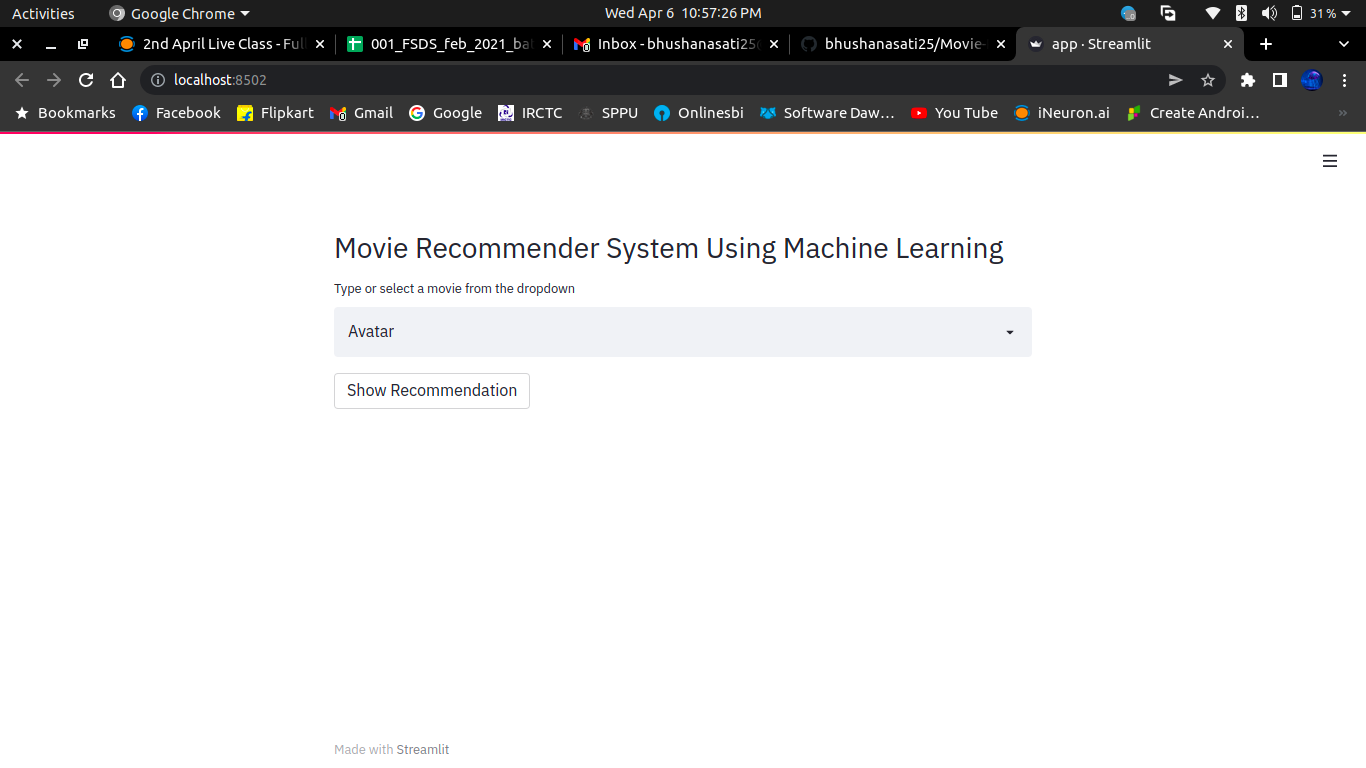 Activities Google Chrome Wed Apr 6 10:57:26 PM 31%
2nd April Live Class - Ful 001_FSDS_feb_2021_ba Inbox - bhushanasati25 bhushanasati25/Movie- app · Streamlit
localhost:8502
Bookmarks Facebook Flipkart Gmail Google IRCTC SPPU Onlinesbi Software Daw... You Tube iNeuron.ai Create Androi... »
Movie Recommender System Using Machine Learning
Type or select a movie from the dropdown
Avatar
Show Recommendation
Made with Streamlit